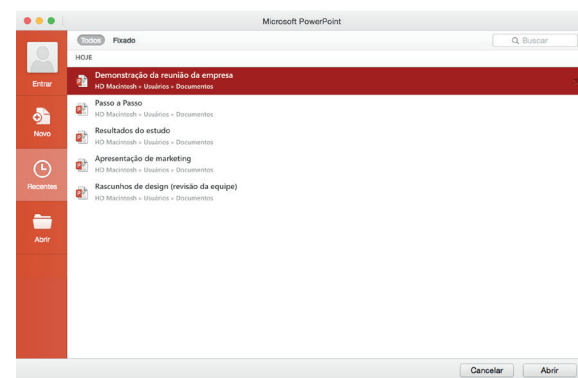 Microsoft PowerPoint
Todos Fixado
Buscar
HOJE
Entrar
Novo
Recentes
Abrir
Demonstração da reunião da empresa
HD Macintosh » Usuários » Documentos
Passo a Passo
HD Macintosh » Usuários » Documentos
Resultados do estudo
HD Macintosh » Usuários » Documentos
Apresentação de marketing
HD Macintosh » Usuários » Documentos
Rascunhos de design (revisão da equipe)
HD Macintosh » Usuários » Documentos
Cancelar Abrir